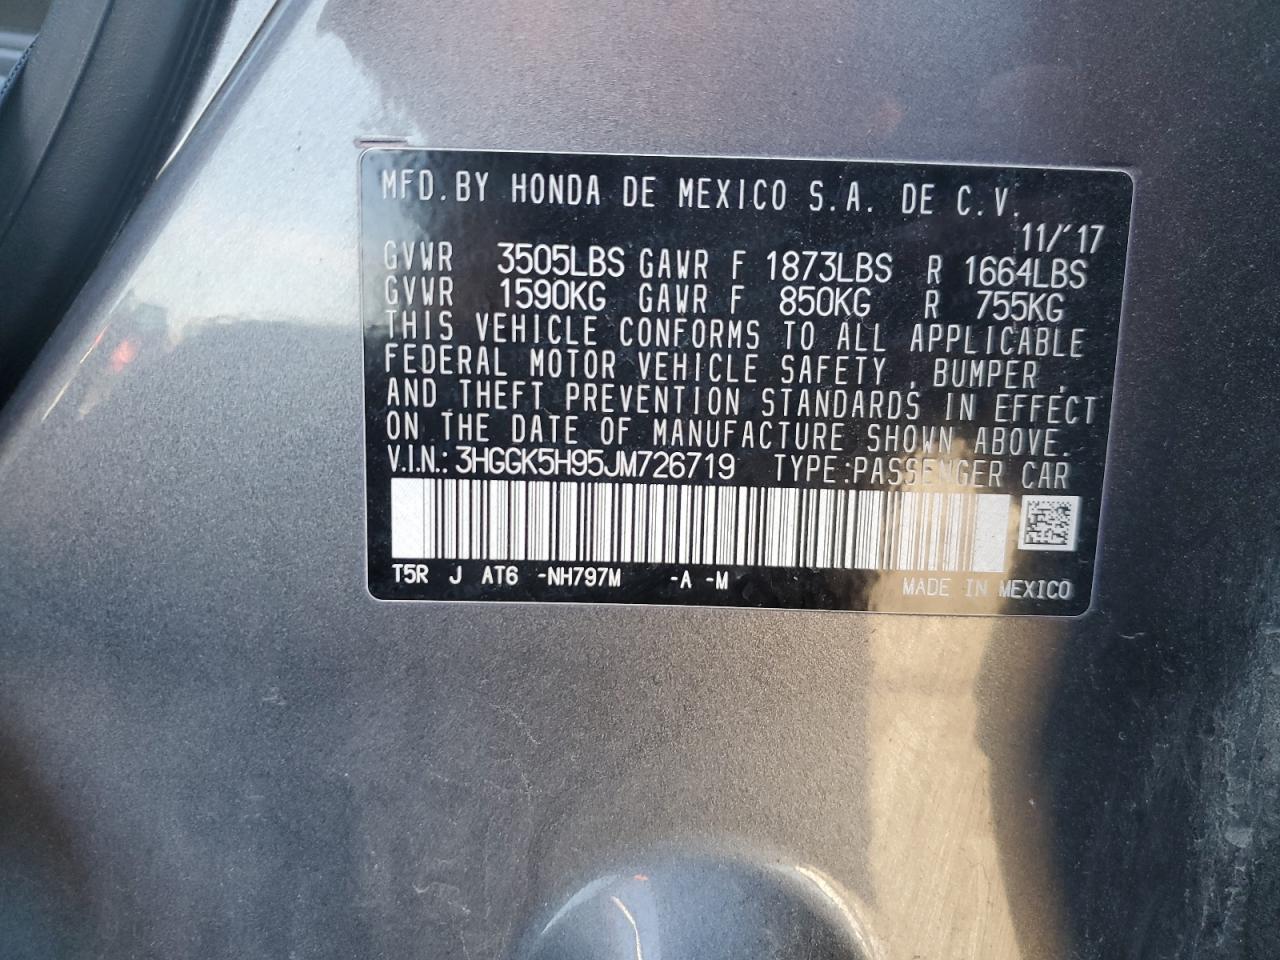 MFD. BY HONDA DE MEXICO S.A. DE C.V.
11/'17
GVWR 3505LBS GAWR F 1873LBS R 1664LBS
GVWR 1590KG GAWR F 850KG R 755KG
THIS VEHICLE CONFORMS TO ALL APPLICABLE
FEDERAL MOTOR VEHICLE SAFETY , BUMPER ,
AND THEFT PREVENTION STANDARDS IN EFFECT
ON THE DATE OF MANUFACTURE SHOWN ABOVE.
V.I.N.: 3HGGK5H95JM726719 TYPE:PASSENGER CAR
T5R J AT6 -NH797M -A -M MADE IN MEXICO